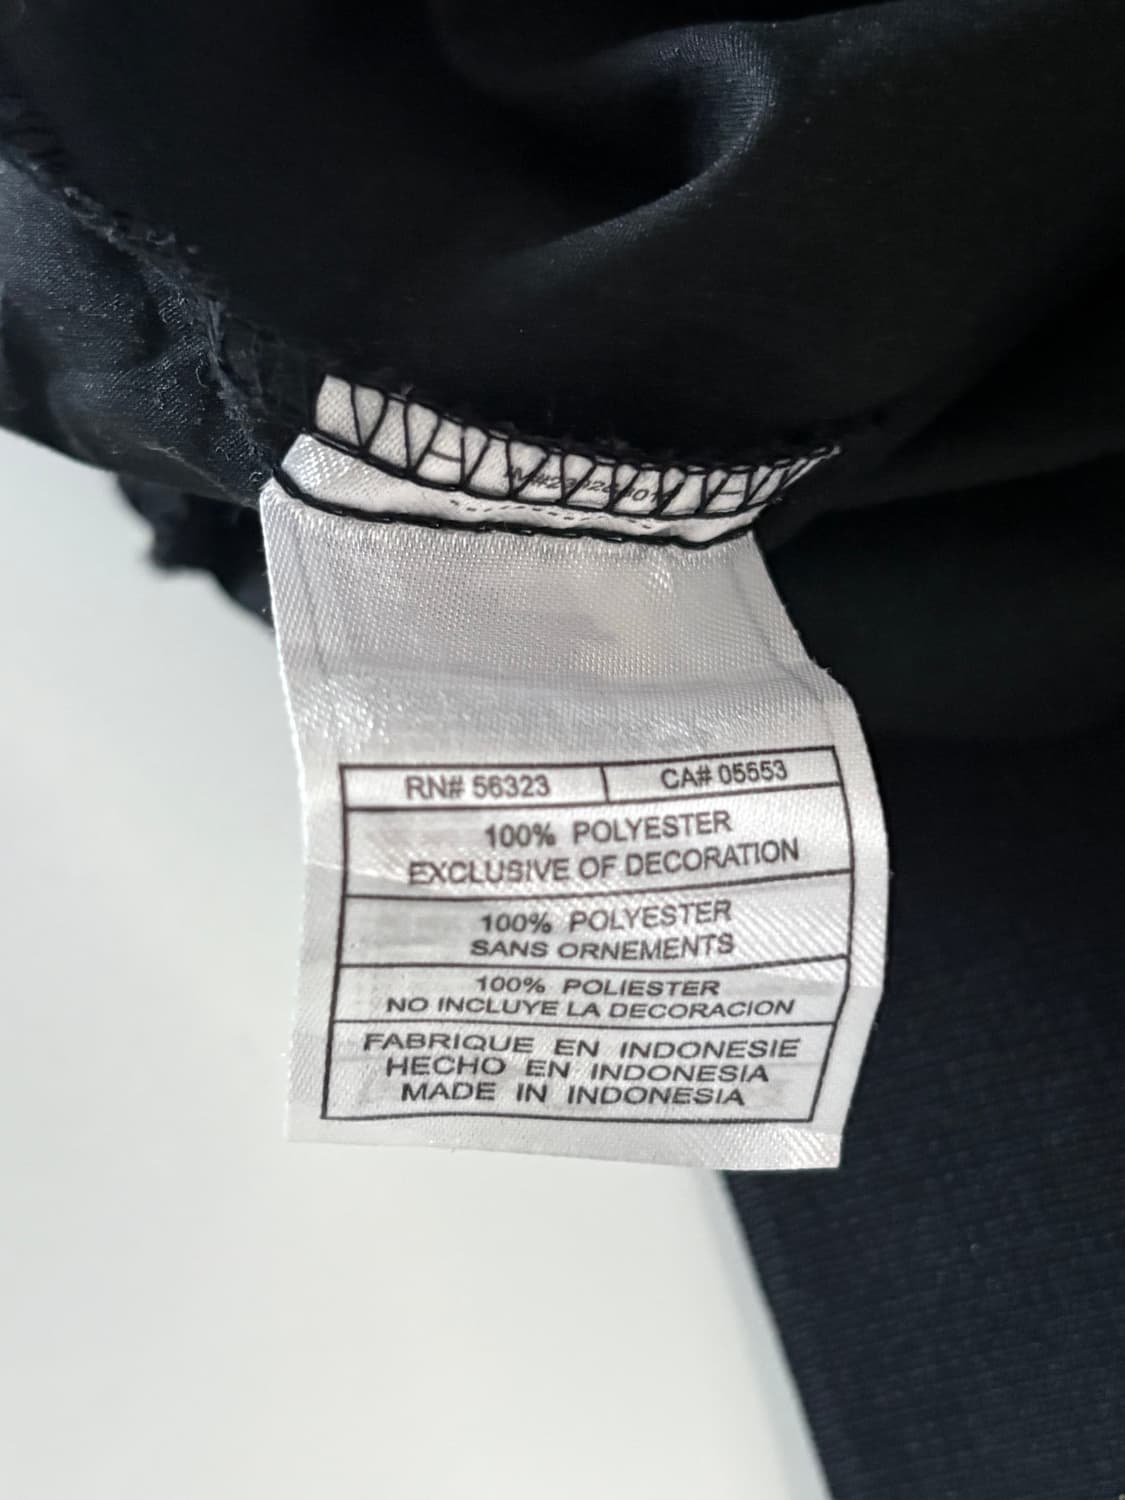 RN# 56323 CA# 05553
100% POLYESTER
EXCLUSIVE OF DECORATION
100% POLYESTER
SANS ORNEMENTS
100% POLIESTER
NO INCLUYE LA DECORACION
FABRIQUE EN INDONESIE
HECHO EN INDONESIA
MADE IN INDONESIA